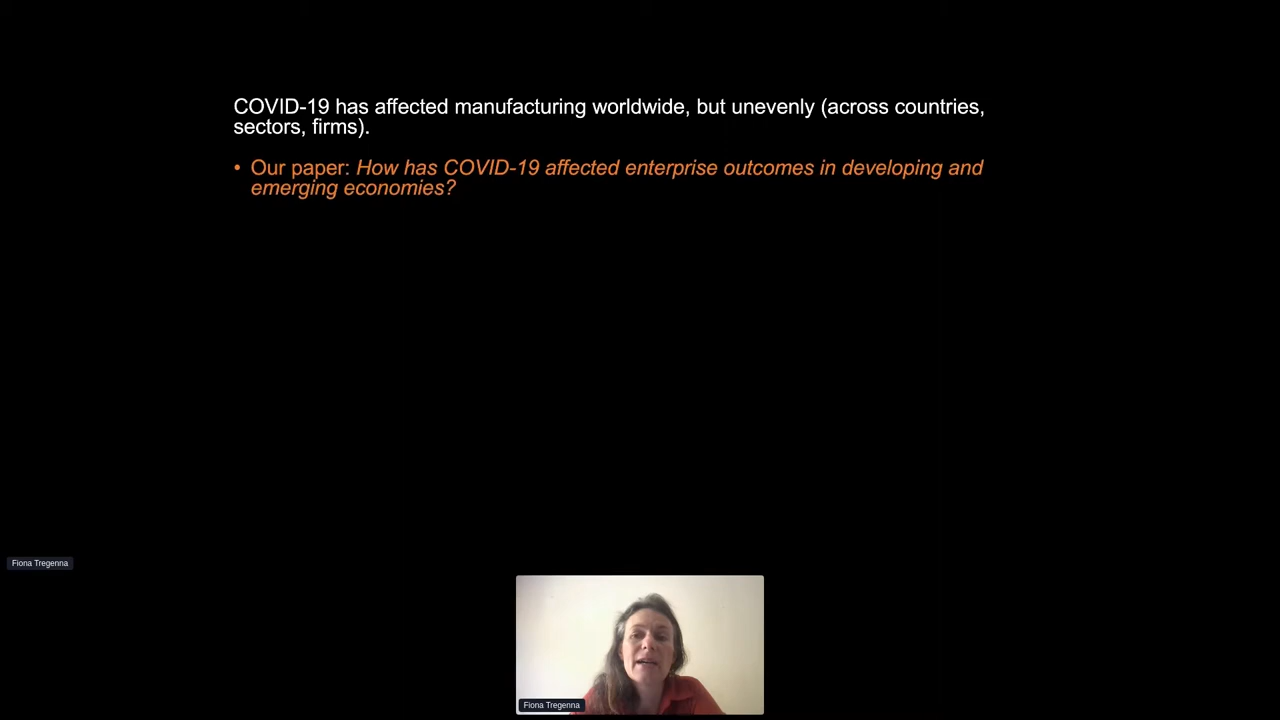 COVID-19 has affected manufacturing worldwide, but unevenly (across countries,
sectors, firms).
• Our paper: How has COVID-19 affected enterprise outcomes in developing and
emerging economies?
Fiona Tregenna
Fiona Tregenna